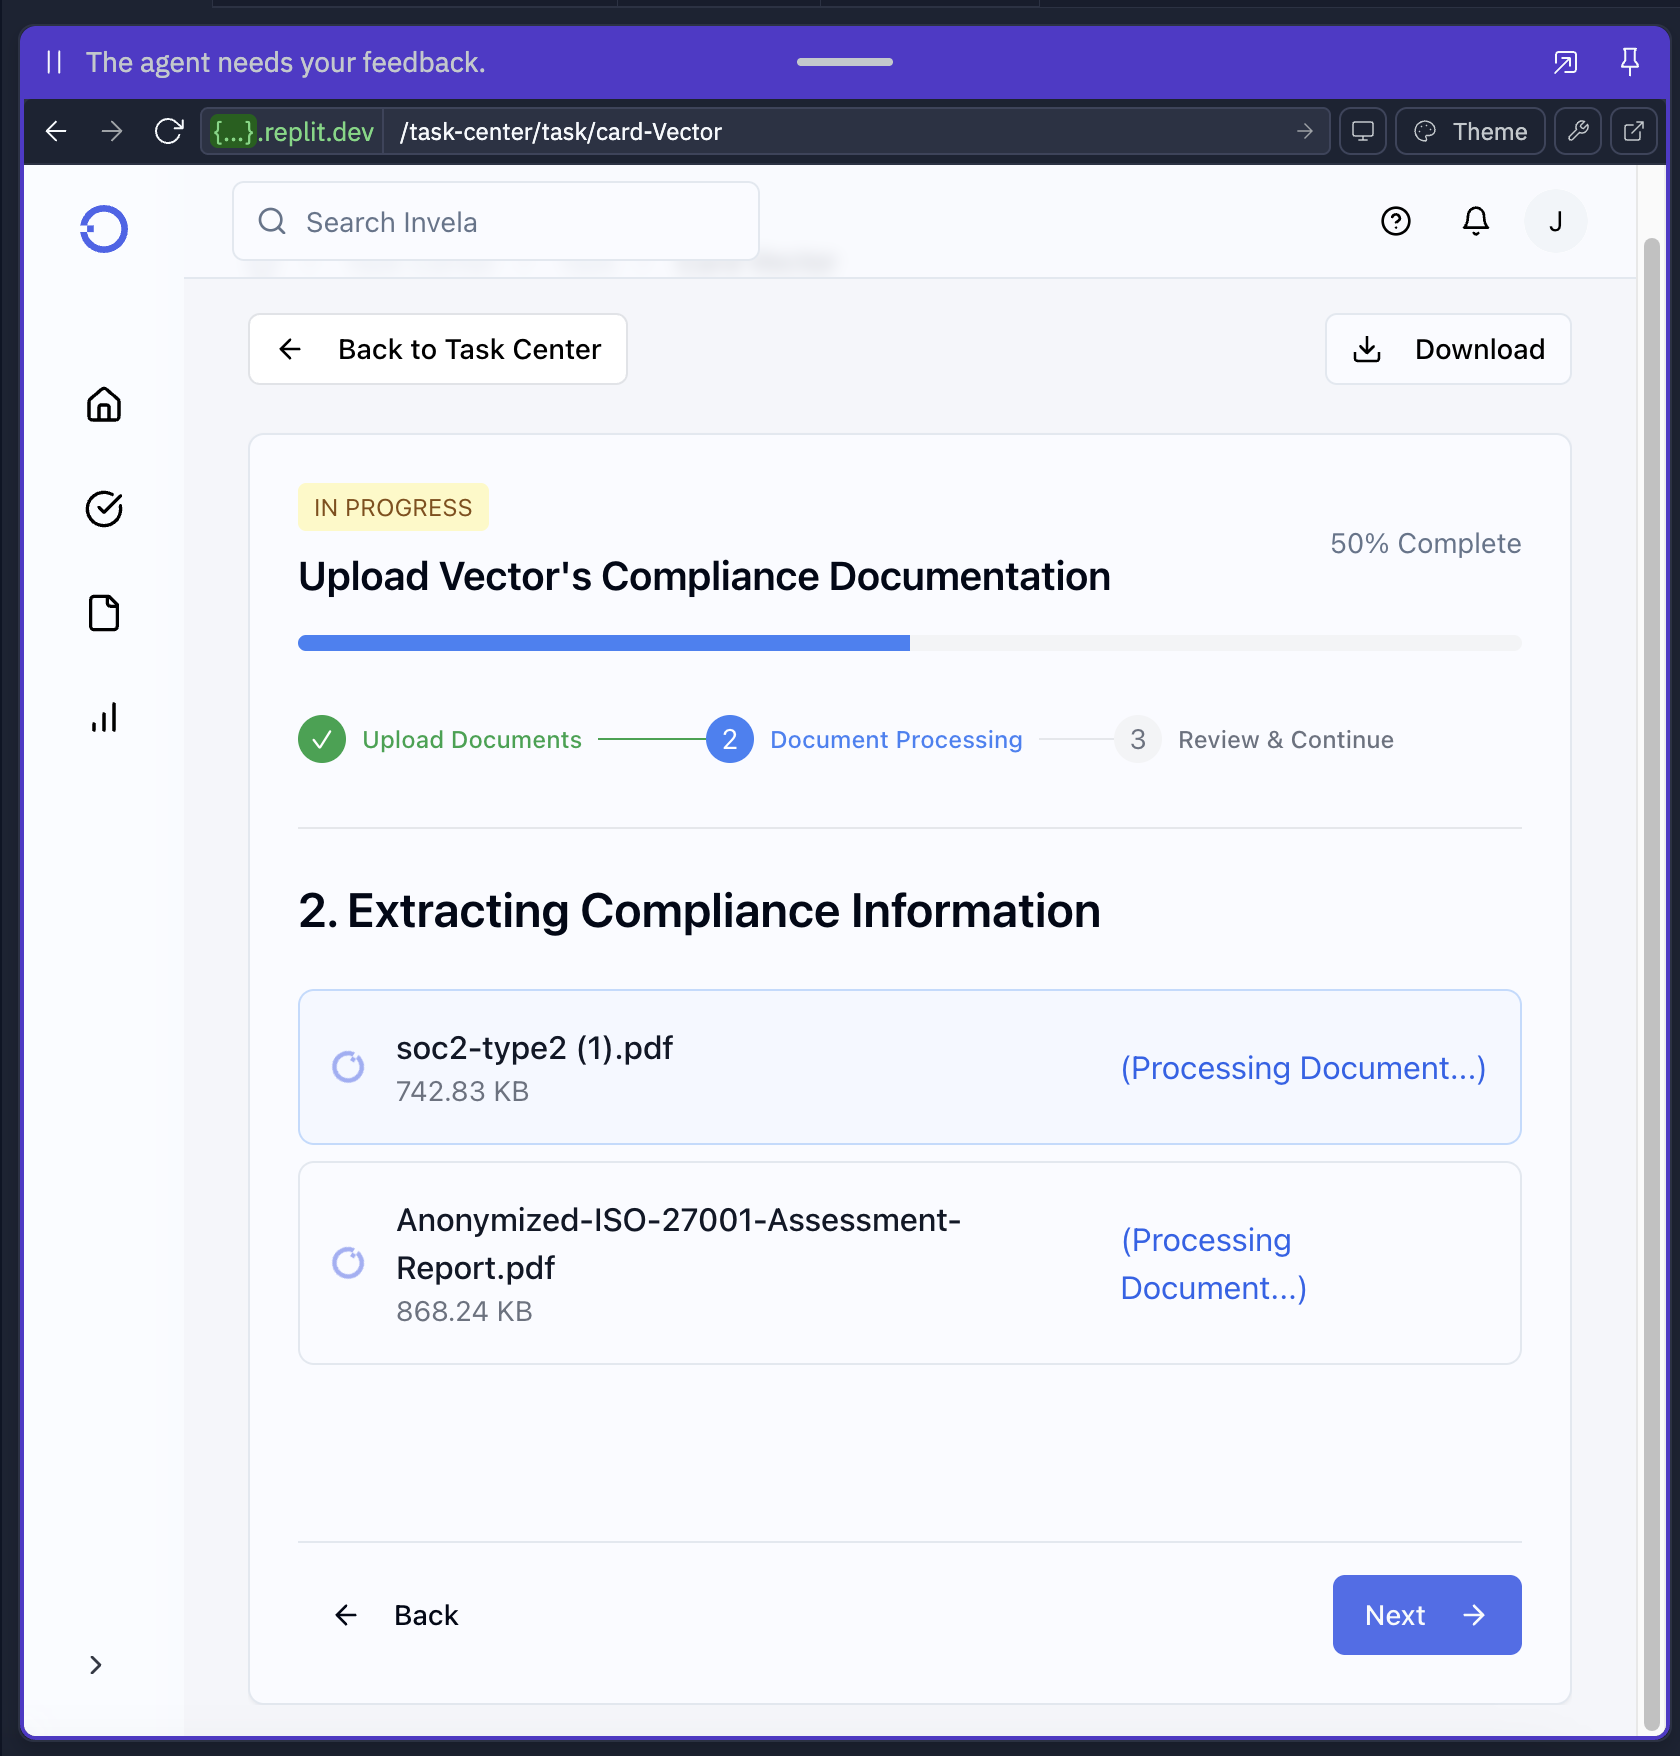 The agent needs your feedback.
{...}.replit.dev /task-center/task/card-Vector
Theme
Search Invela
J
Back to Task Center
Download
IN PROGRESS
50% Complete
Upload Vector's Compliance Documentation
Upload Documents
2 Document Processing
3 Review & Continue
2. Extracting Compliance Information
soc2-type2 (1).pdf
742.83 KB
(Processing Document...)
Anonymized-ISO-27001-Assessment-
Report.pdf
868.24 KB
(Processing
Document...)
Back
Next